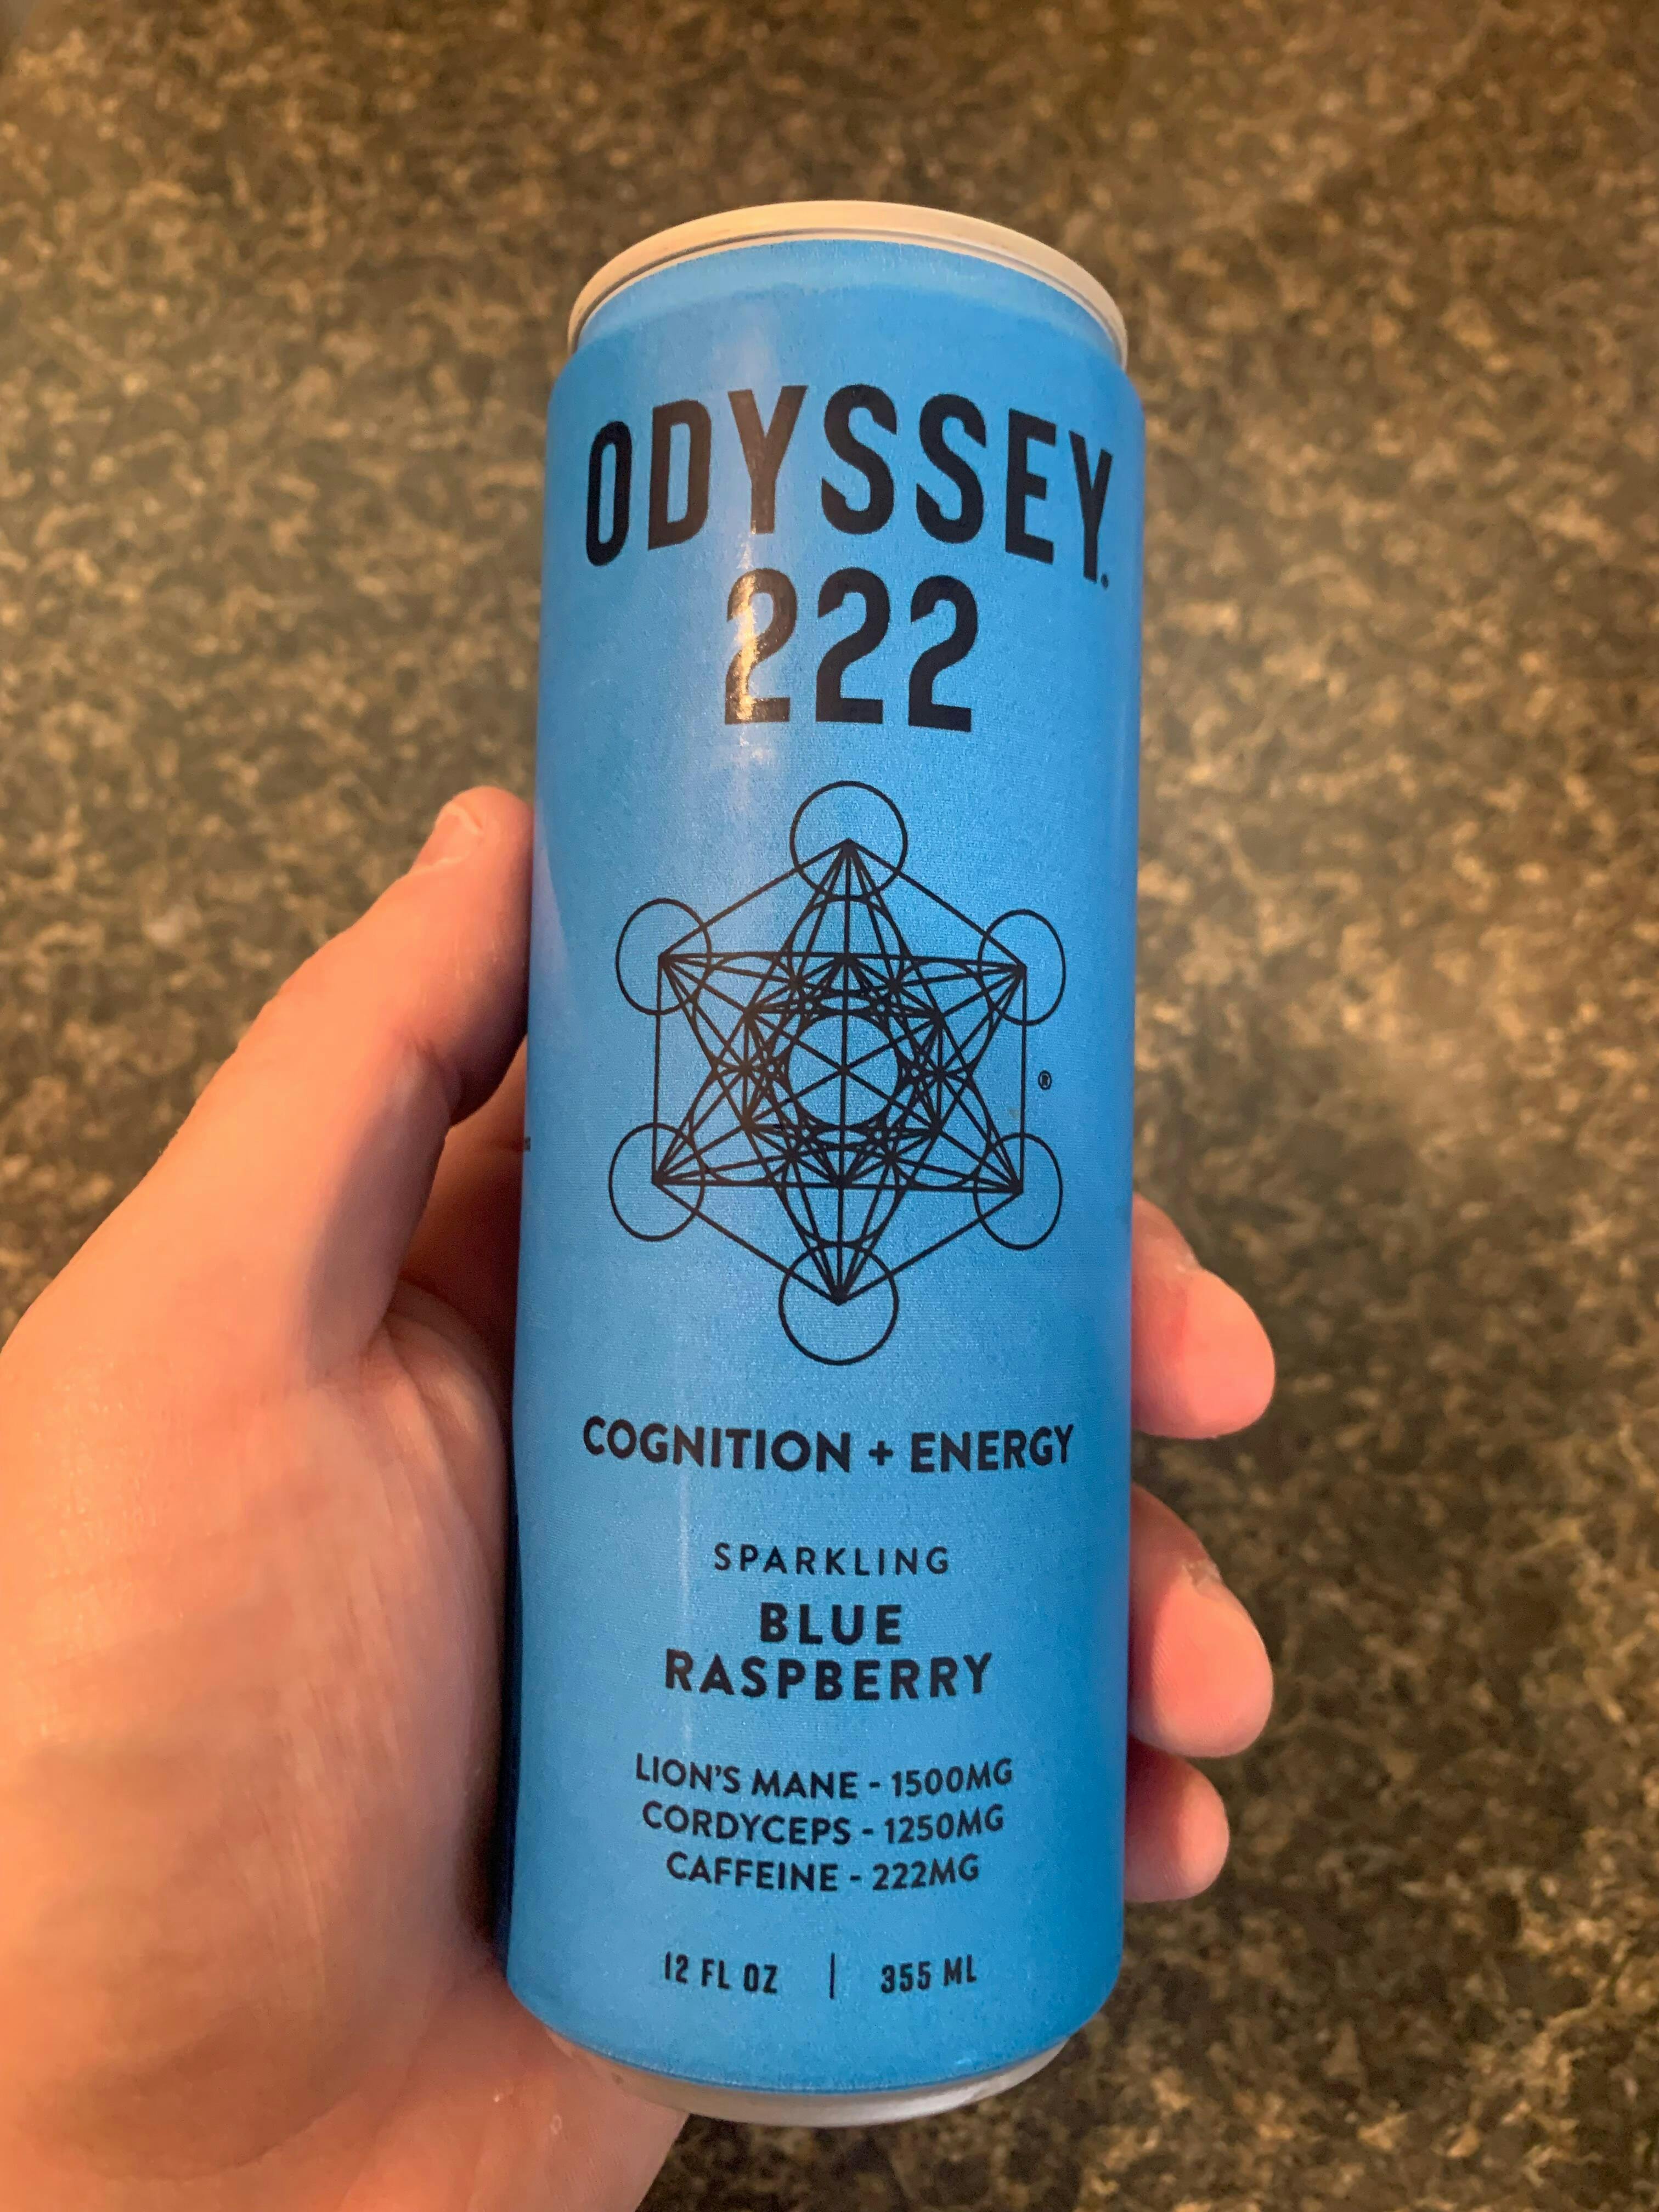 ODYSSEY.
222
®
COGNITION + ENERGY
SPARKLING
BLUE
RASPBERRY
LION'S MANE - 1500MG
CORDYCEPS - 1250MG
CAFFEINE - 222MG
12 FL OZ | 355 ML